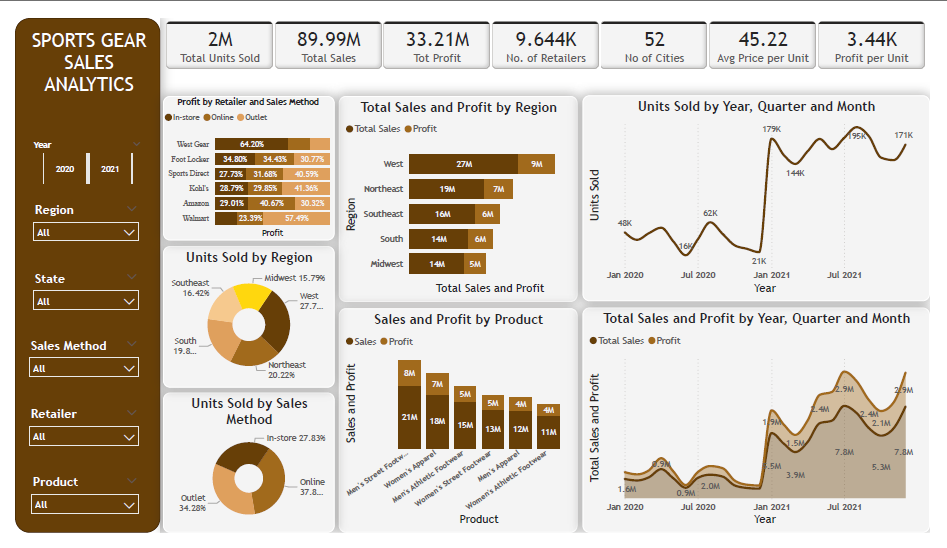 SPORTS GEAR
SALES
ANALYTICS
Year
2020 2021
Region
All
State
All
Sales Method
All
Retailer
All
Product
All
2M
Total Units Sold
89.99M
Total Sales
33.21M
Tot Profit
9.644K
No. of Retailers
52
No of Cities
45.22
Avg Price per Unit
3.44K
Profit per Unit
Profit by Retailer and Sales Method
In-store Online Outlet
West Gear 64.20%
Foot Locker 34.80% 34.43% 30.77%
Sports Direct 27.73% 31.68% 40.59%
Kohl's 28.79% 29.85% 41.36%
Amazon 29.01% 40.67% 30.32%
Walmart 23.39% 57.49%
Profit
Units Sold by Region
Midwest 15.79%
Southeast
16.42%
West
27.7...
South
19.8...
Northeast
20.22%
Units Sold by Sales
Method
In-store 27.83%
Online
37.8...
Outlet
34.28%
Total Sales and Profit by Region
Total Sales Profit
Region
West 27M 9M
Northeast 19M 7M
Southeast 16M 6M
South 14M 6M
Midwest 14M 5M
Total Sales and Profit
Sales and Profit by Product
Sales Profit
Sales and Profit
8M 7M 5M 5M 4M 4M
21M 18M 15M 13M 12M 11M
Men's Street Footw...
Women's Apparel
Men's Athletic Footwear
Women's Street Footwear
Men's Apparel
Women's Athletic Footwear
Product
Units Sold by Year, Quarter and Month
Units Sold
179K 195K 171K
144K
48K 62K
16K
21K
Jan 2020 Jul 2020 Jan 2021 Jul 2021
Year
Total Sales and Profit by Year, Quarter and Month
Total Sales Profit
Total Sales and Profit
2.9M 2.9M
1.9M 2.4M 2.4M
2.1M
1.5M
7.8M 7.8M
0.9M 5.3M
3.9M
1.6M 0.9M 2.0M
Jan 2020 Jul 2020 Jan 2021 Jul 2021
Year